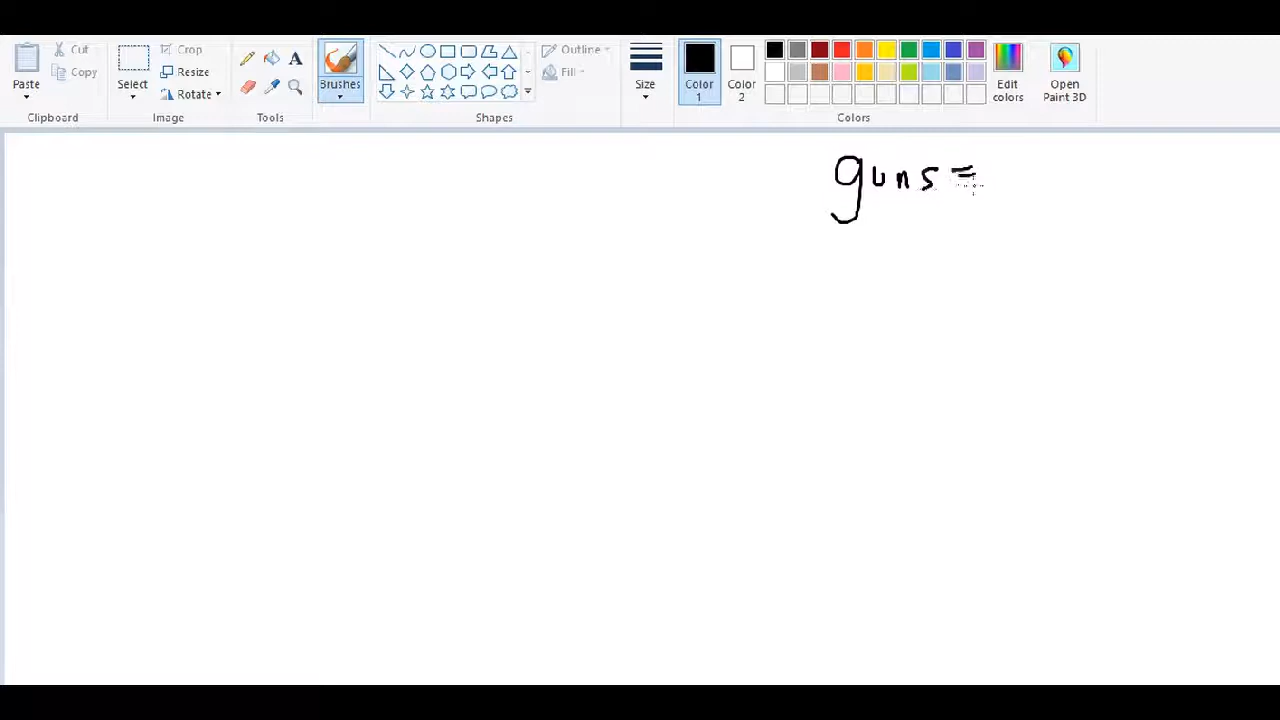 Paste
Cut
Copy
Clipboard
Select
Crop
Resize
Rotate
Image
A
Tools
Brushes
Outline
Fill
Shapes
Size
Color 1
Color 2
Edit colors
Open Paint 3D
Colors
guns =